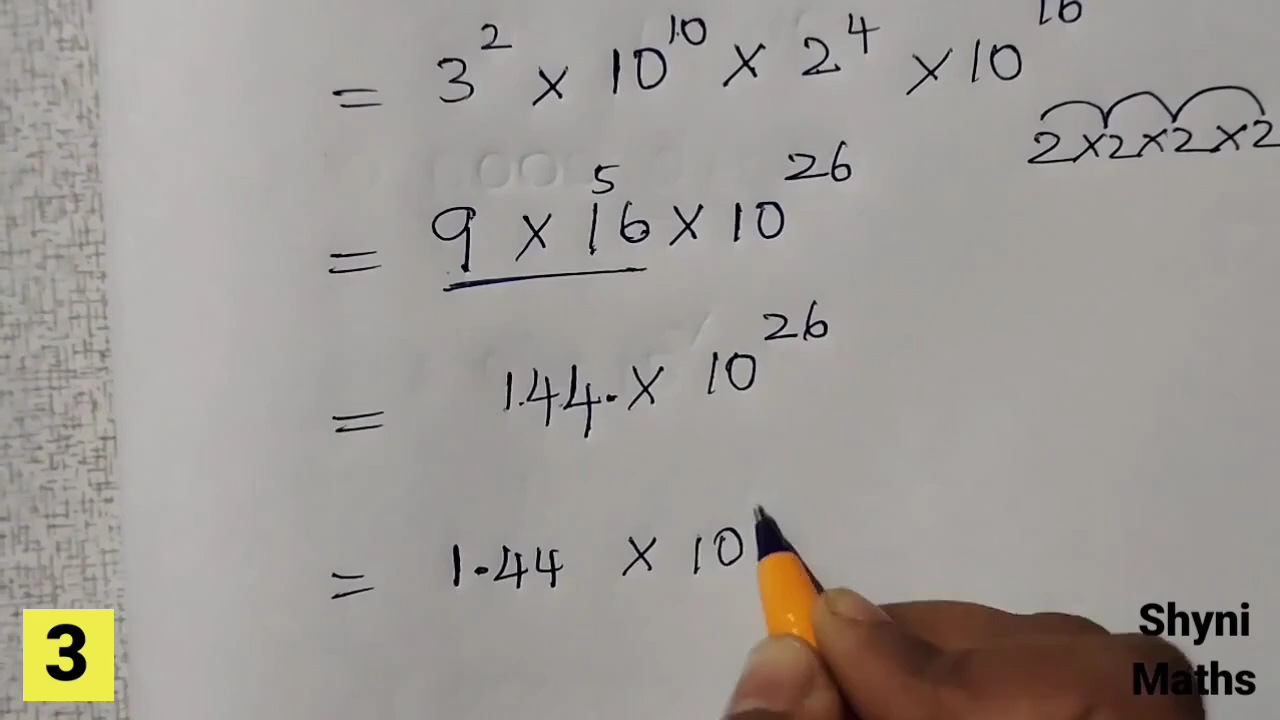 = 3² × 10¹⁰ × 2⁴ × 10¹⁶
2×2×2×2
5
= 9 × 16 × 10²⁶
= 144. × 10²⁶
= 1.44 × 10
3
Shyni
Maths